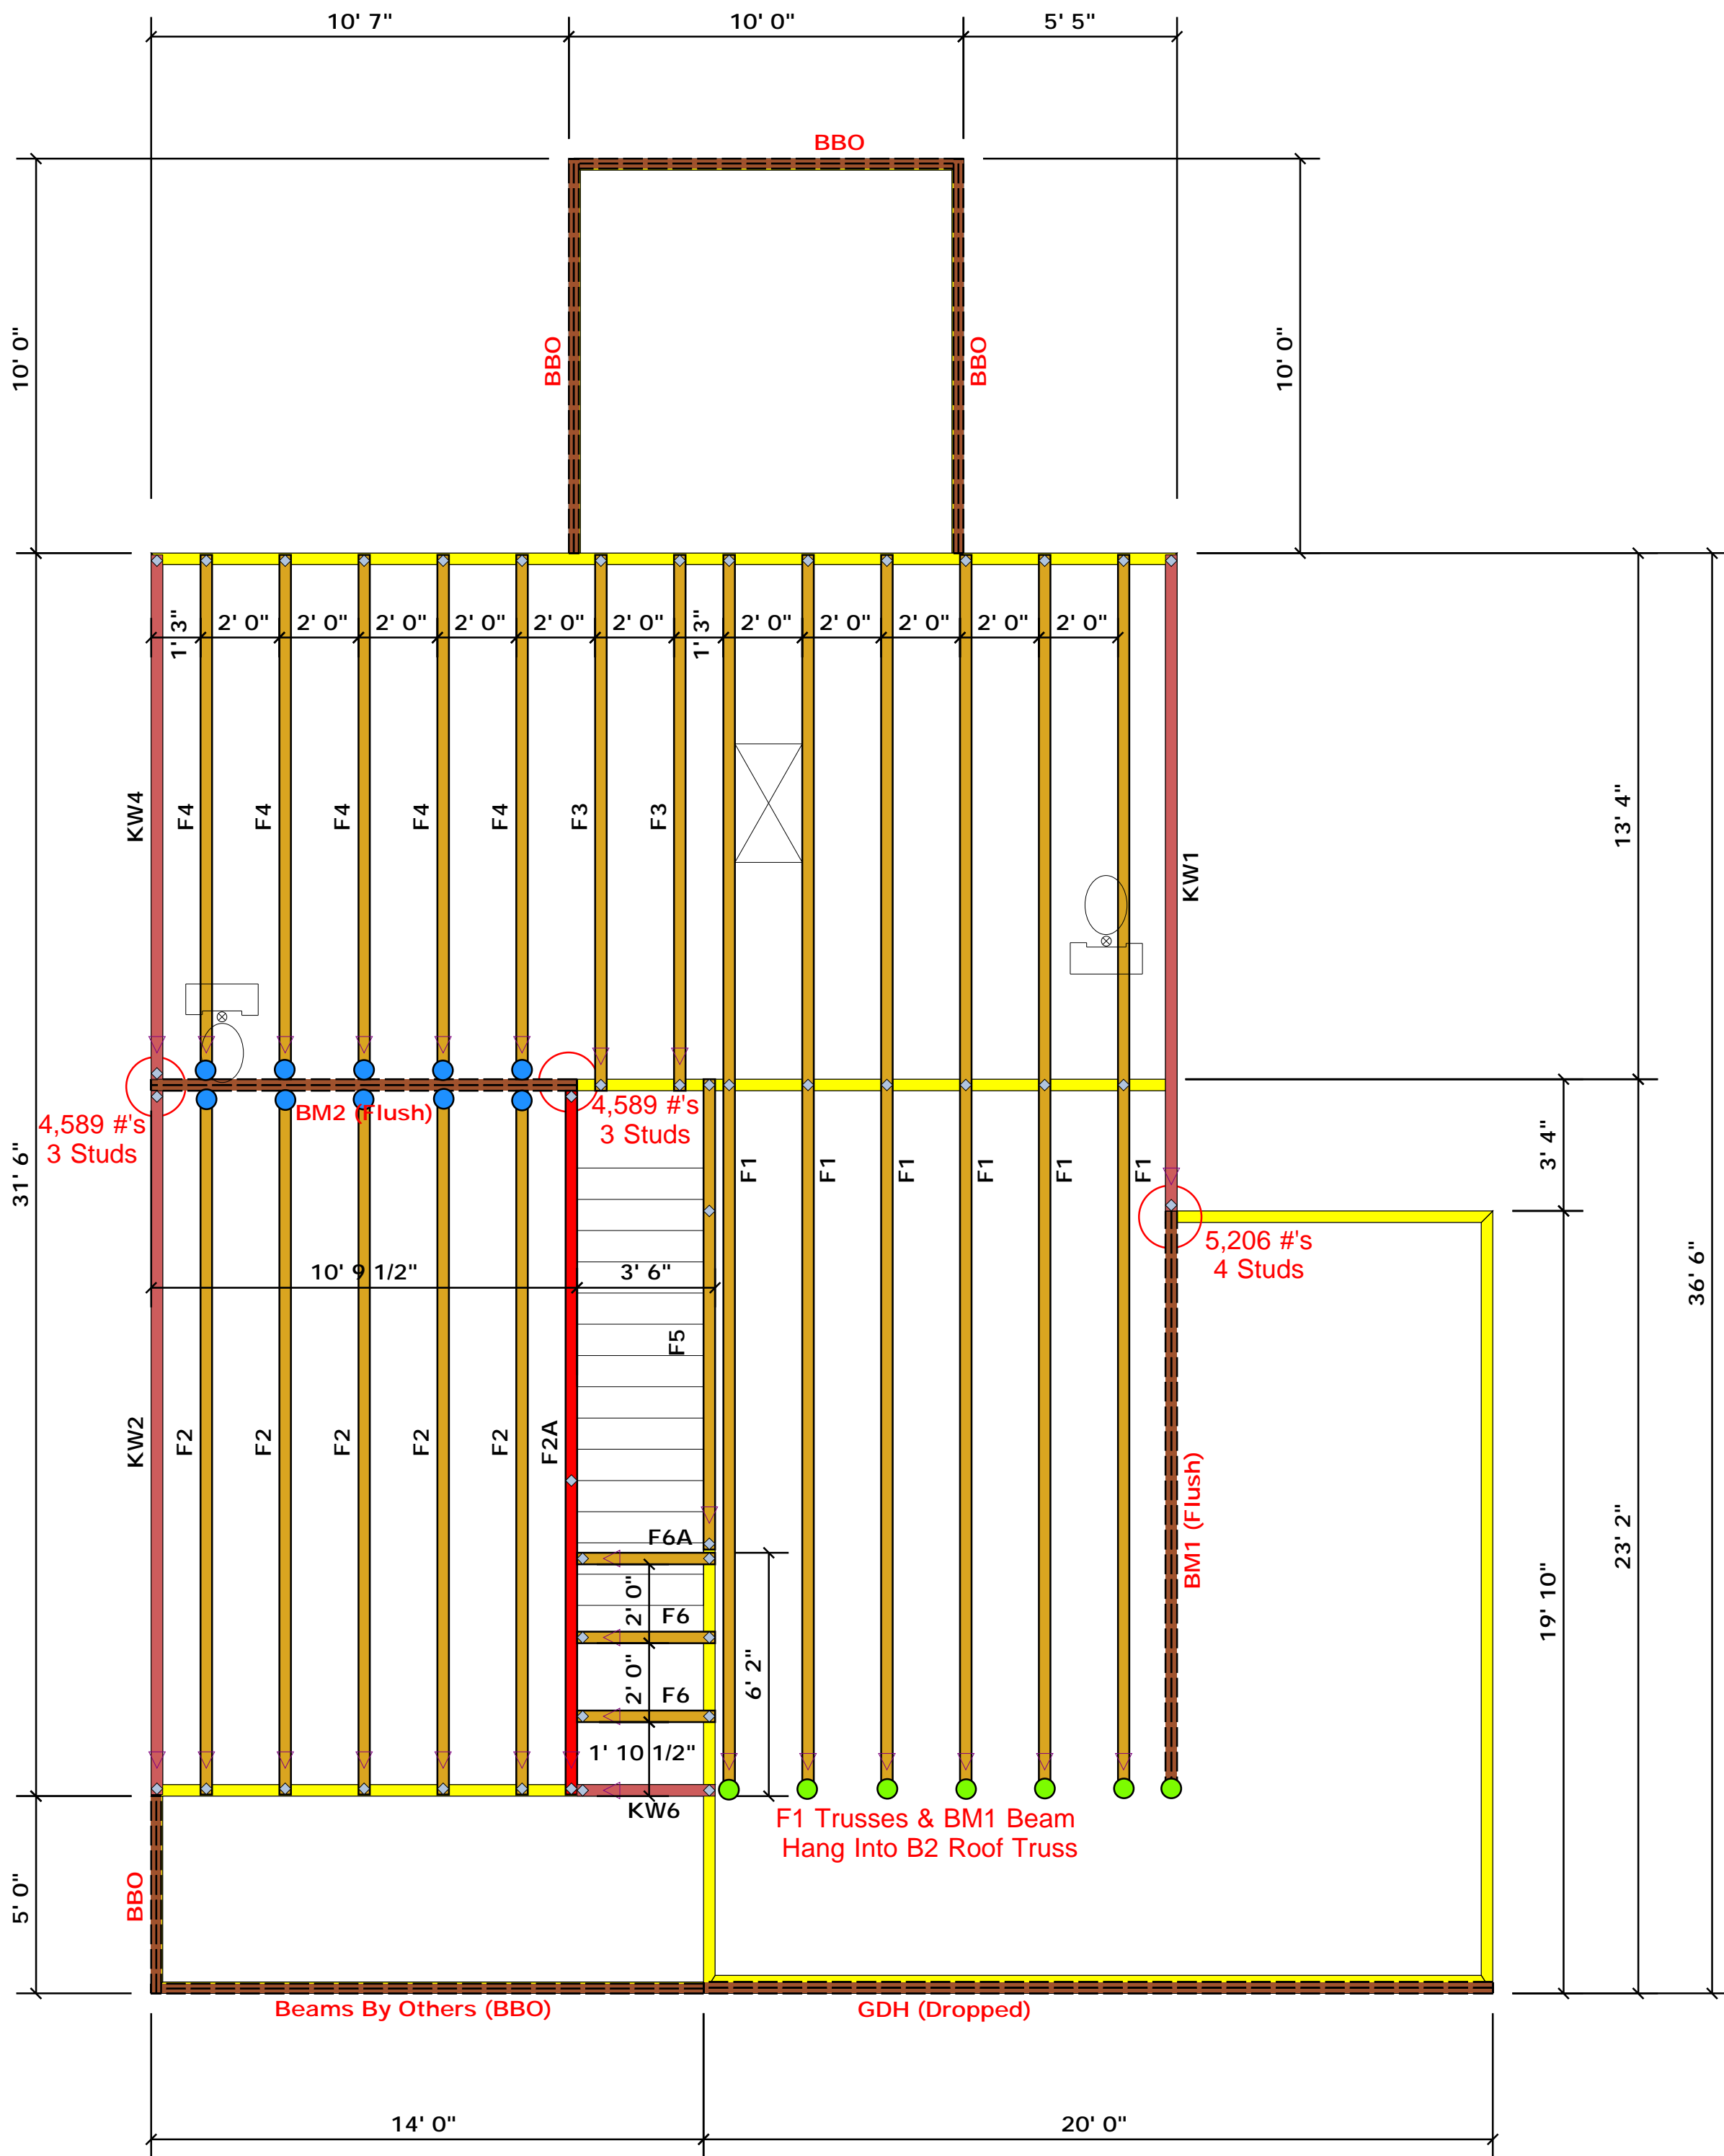 10' 7"
10' 0"
5' 5"
BBO
10' 0"
BBO
BBO
10' 0"
1' 3"
2' 0"
2' 0"
2' 0"
2' 0"
2' 0"
2' 0"
1' 3"
2' 0"
2' 0"
2' 0"
2' 0"
2' 0"
KW4
F4
F4
F4
F4
F4
F3
F3
KW1
13' 4"
BM2 (Flush)
4,589 #'s
3 Studs
4,589 #'s
3 Studs
31' 6"
F1
F1
F1
F1
F1
F1
3' 4"
5,206 #'s
4 Studs
36' 6"
10' 9 1/2"
3' 6"
F5
KW2
F2
F2
F2
F2
F2
F2A
BM1 (Flush)
F6A
2' 0"
F6
2' 0"
F6
6' 2"
1' 10 1/2"
KW6
19' 10"
23' 2"
F1 Trusses & BM1 Beam
Hang Into B2 Roof Truss
5' 0"
BBO
Beams By Others (BBO)
GDH (Dropped)
14' 0"
20' 0"